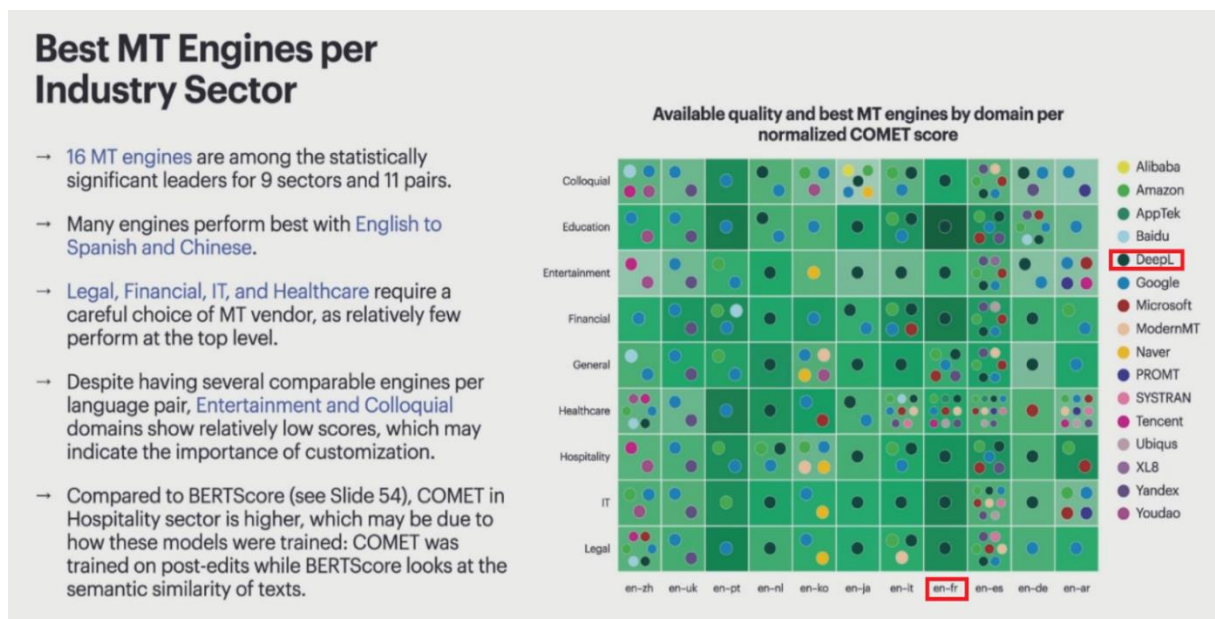 Best MT Engines per
Industry Sector
→ 16 MT engines are among the statistically
significant leaders for 9 sectors and 11 pairs.
→ Many engines perform best with English to
Spanish and Chinese.
→ Legal, Financial, IT, and Healthcare require a
careful choice of MT vendor, as relatively few
perform at the top level.
→ Despite having several comparable engines per
language pair, Entertainment and Colloquial
domains show relatively low scores, which may
indicate the importance of customization.
→ Compared to BERTScore (see Slide 54), COMET in
Hospitality sector is higher, which may be due to
how these models were trained: COMET was
trained on post-edits while BERTScore looks at the
semantic similarity of texts.
Available quality and best MT engines by domain per
normalized COMET score
Colloquial
Education
Entertainment
Financial
General
Healthcare
Hospitality
IT
Legal
en-zh en-uk en-pt en-nl en-ko en-ja en-it en-fr en-es en-de en-ar
Alibaba
Amazon
AppTek
Baidu
DeepL
Google
Microsoft
ModernMT
Naver
PROMT
SYSTRAN
Tencent
Ubiqus
XL8
Yandex
Youdao